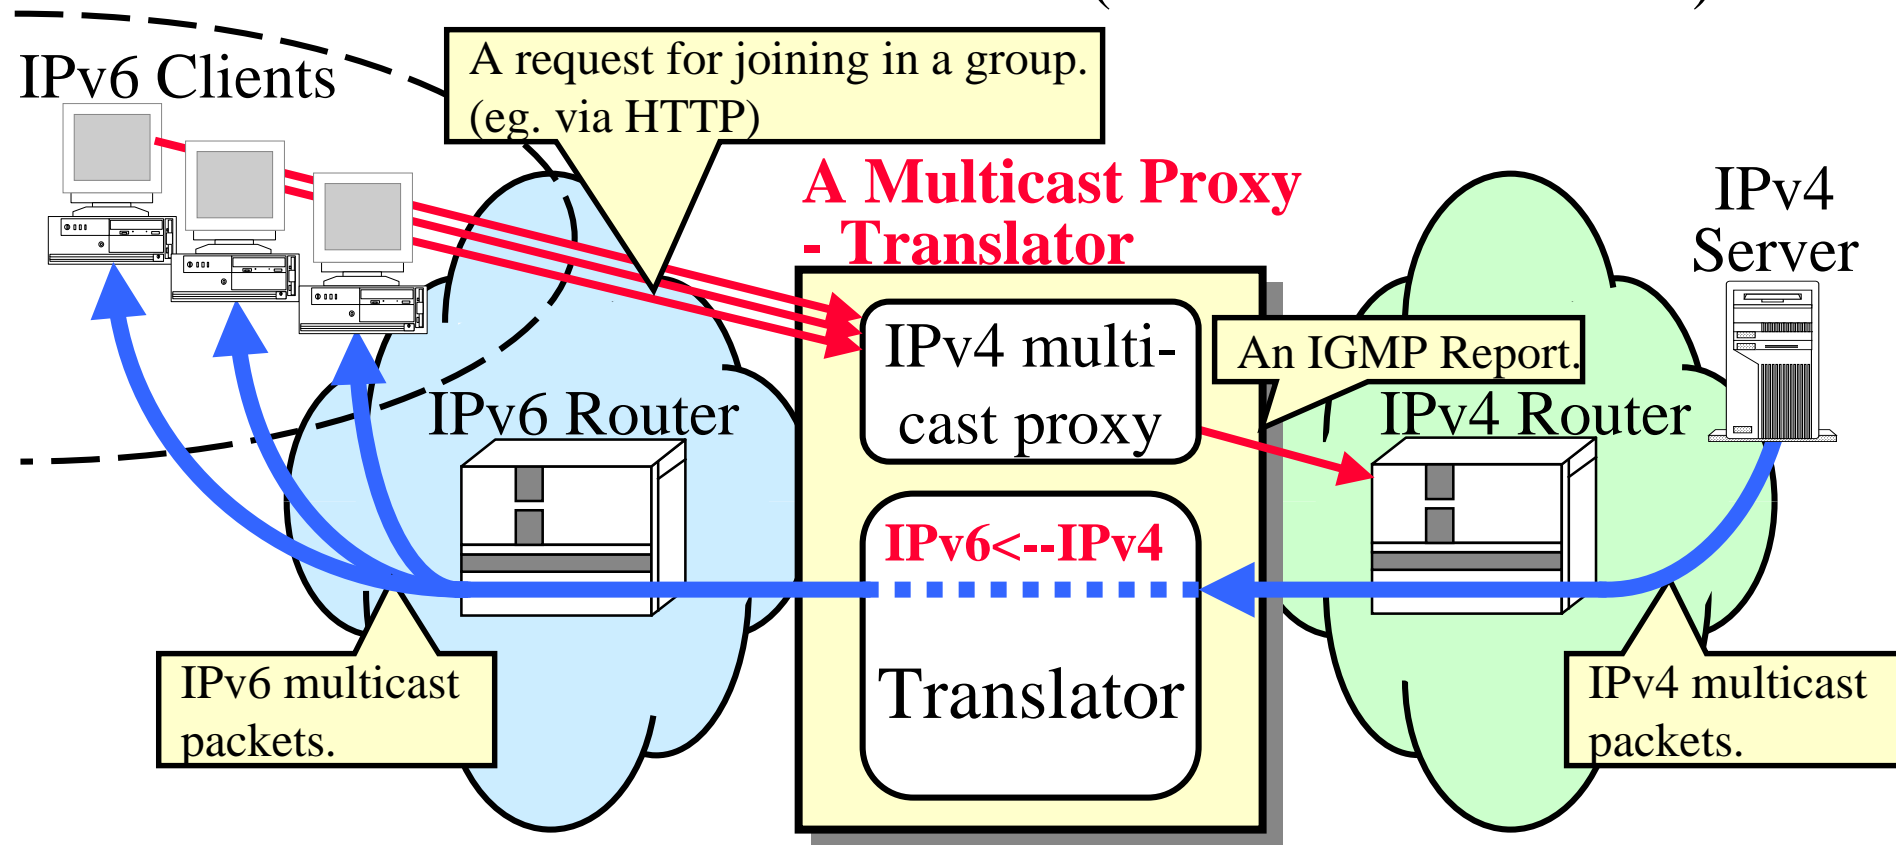 IPv6 Clients
A request for joining in a group.
(eg. via HTTP)
A Multicast Proxy
- Translator
IPv4
Server
IPv4 multi-
cast proxy
An IGMP Report.
IPv6 Router
IPv4 Router
IPv6<--IPv4
Translator
IPv6 multicast
packets.
IPv4 multicast
packets.